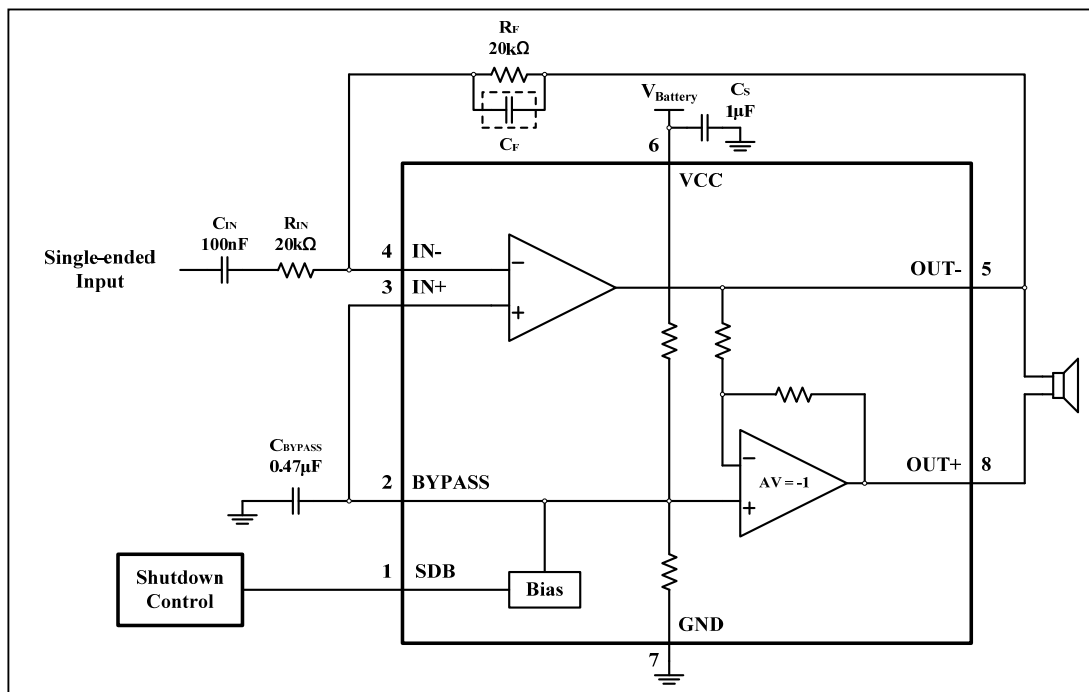 RF
20kΩ
CF
VBattery
CS
1μF
6
VCC
CIN
100nF
RIN
20kΩ
Single-ended
Input
4
IN-
3
IN+
OUT-
5
CBYPASS
0.47μF
2
BYPASS
AV = -1
OUT+
8
Shutdown
Control
1
SDB
Bias
GND
7